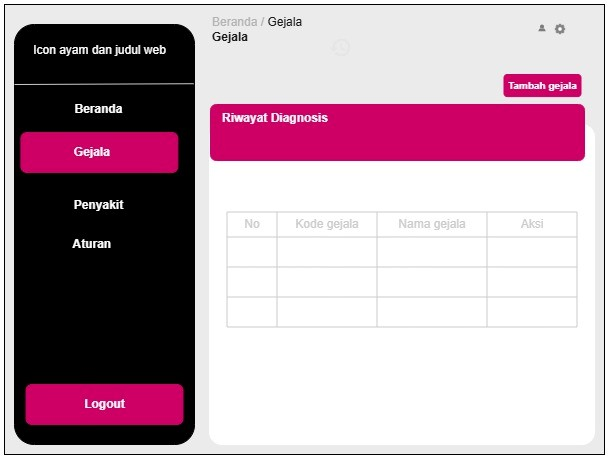 Icon ayam dan judul web
Beranda
Gejala
Penyakit
Aturan
Logout
Beranda / Gejala
Gejala
Tambah gejala
Riwayat Diagnosis
No Kode gejala Nama gejala Aksi